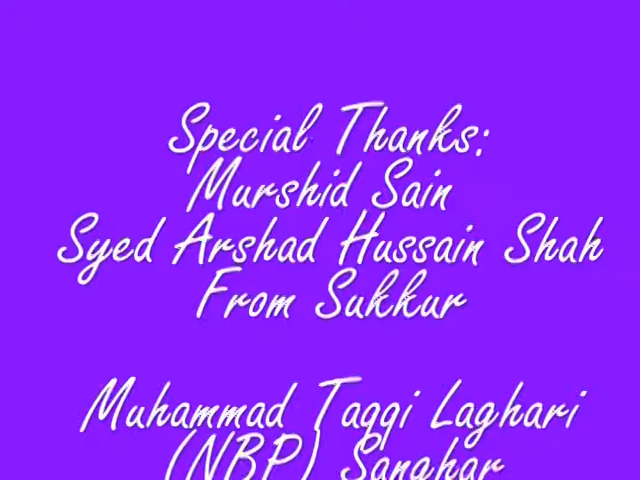 Special Thanks:
Murshid Sain
Syed Arshad Hussain Shah
From Sukkur
Muhammad Taqqi Laghari
(NBP) Sanghar